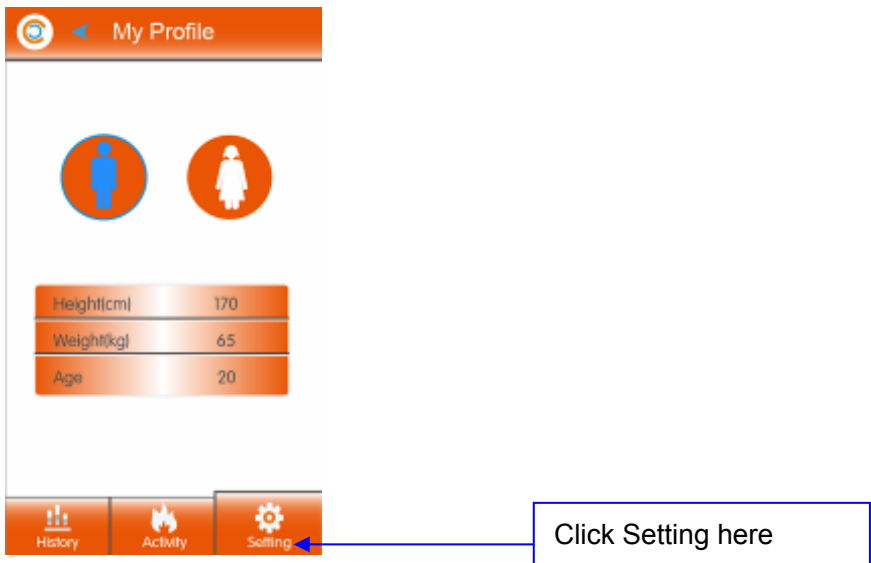 My Profile
Height(cm) 170
Weight(kg) 65
Age 20
History Activity Setting
Click Setting here